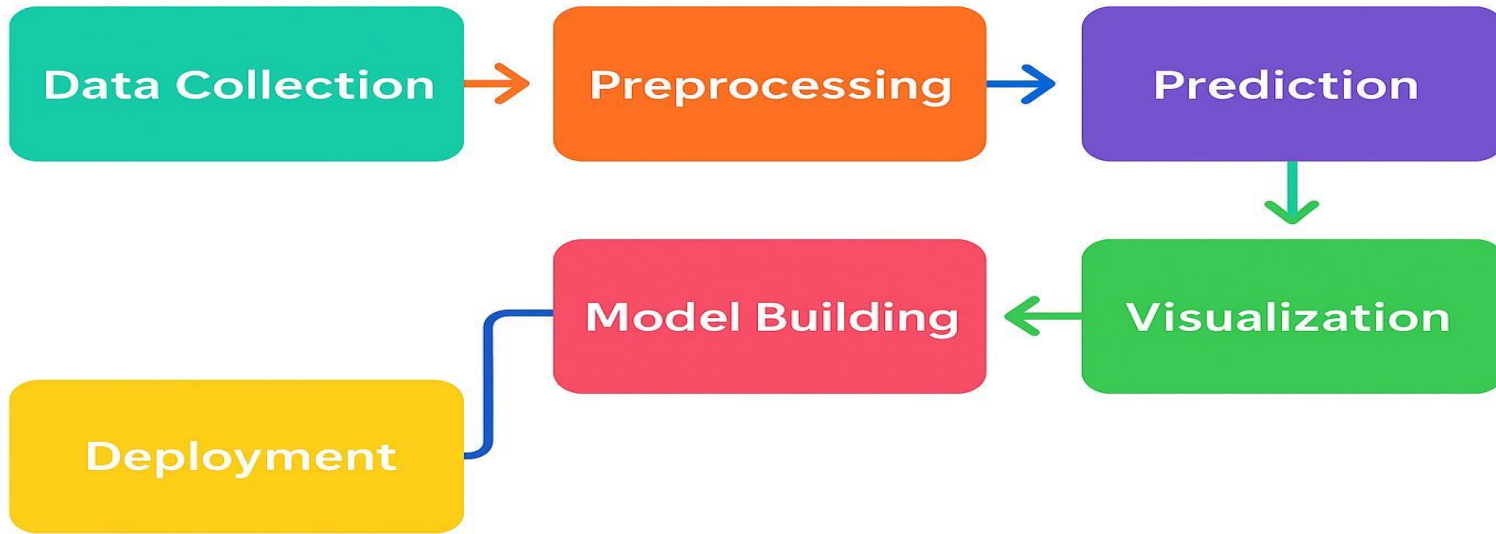 Data Collection
Preprocessing
Prediction
Visualization
Model Building
Deployment